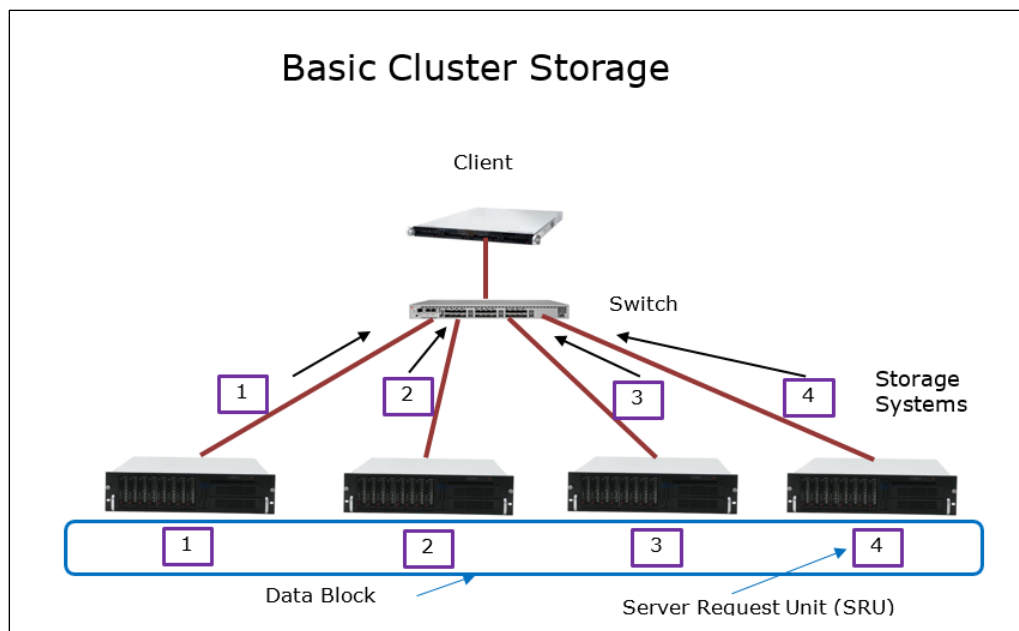 Basic Cluster Storage
Client
Switch
1
2
3
4
Storage
Systems
1
2
3
4
Data Block
Server Request Unit (SRU)